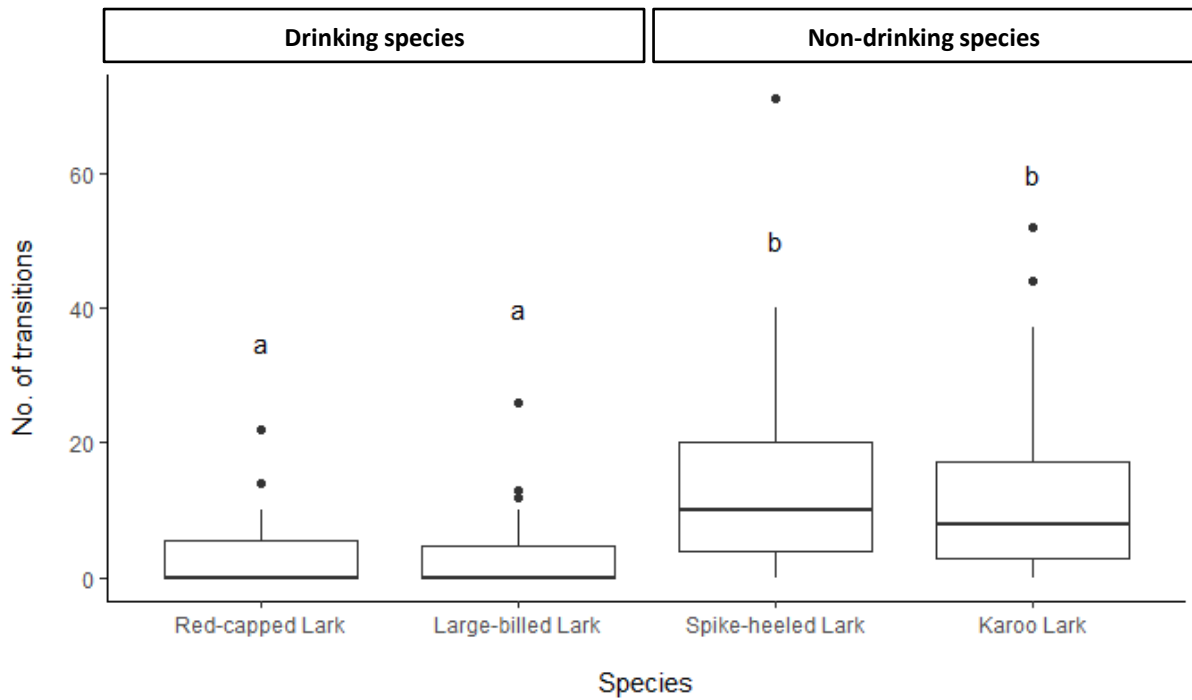 Drinking species
Non-drinking species
No. of transitions
60
40
20
0
a
a
b
b
Red-capped Lark
Large-billed Lark
Spike-heeled Lark
Karoo Lark
Species